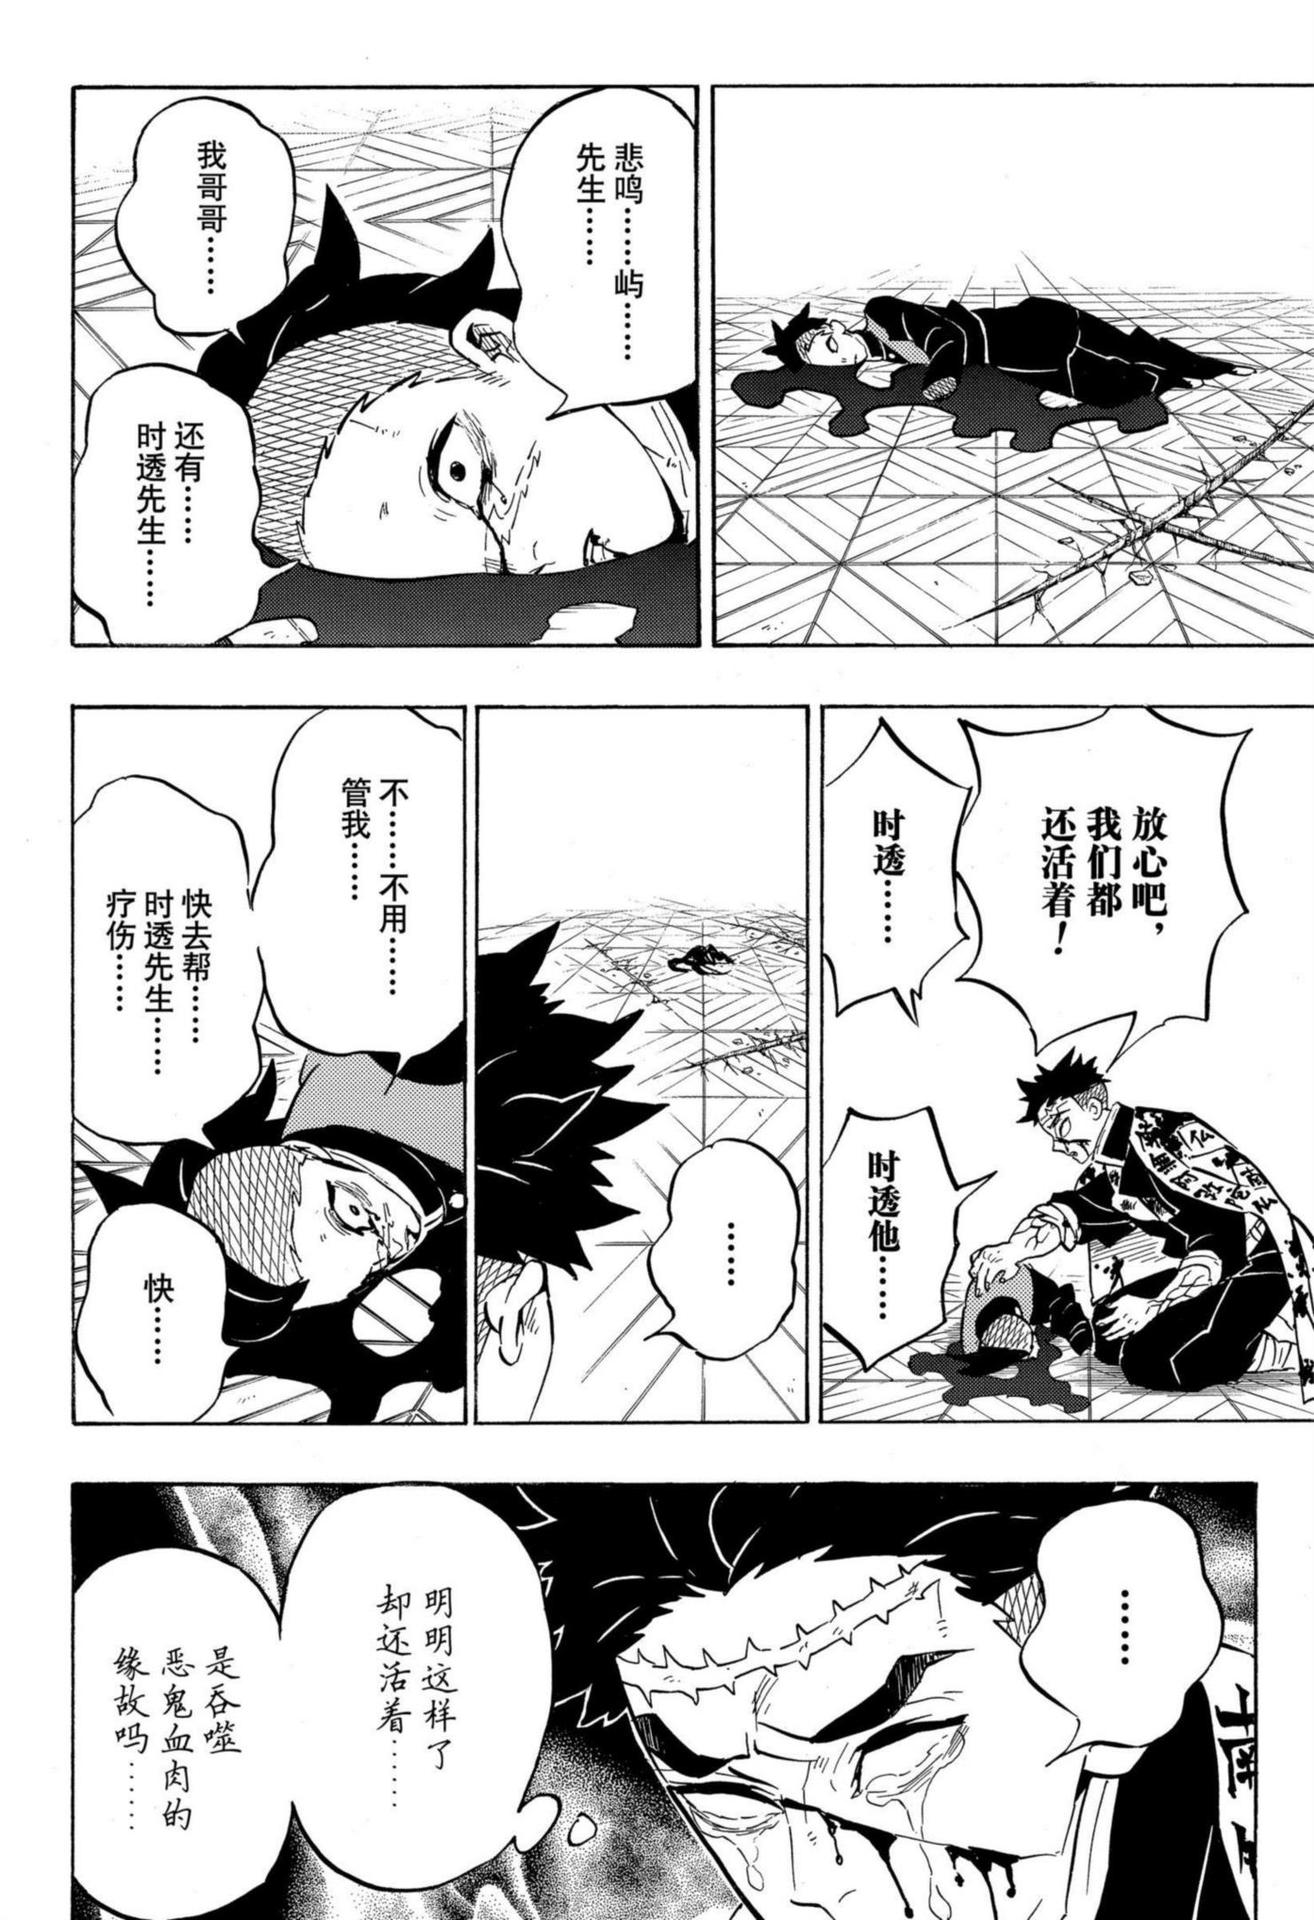 悲鸣……屿……
先生……
我哥哥……
还有……
时透先生……
放心吧，
我们都
还活着！
时透……
时透他……
……
不……不用……
管我……
快去帮……
时透先生……
疗伤……
快……
……
明明这样了
却还活着……
是吞噬
恶鬼血肉的
缘故吗……